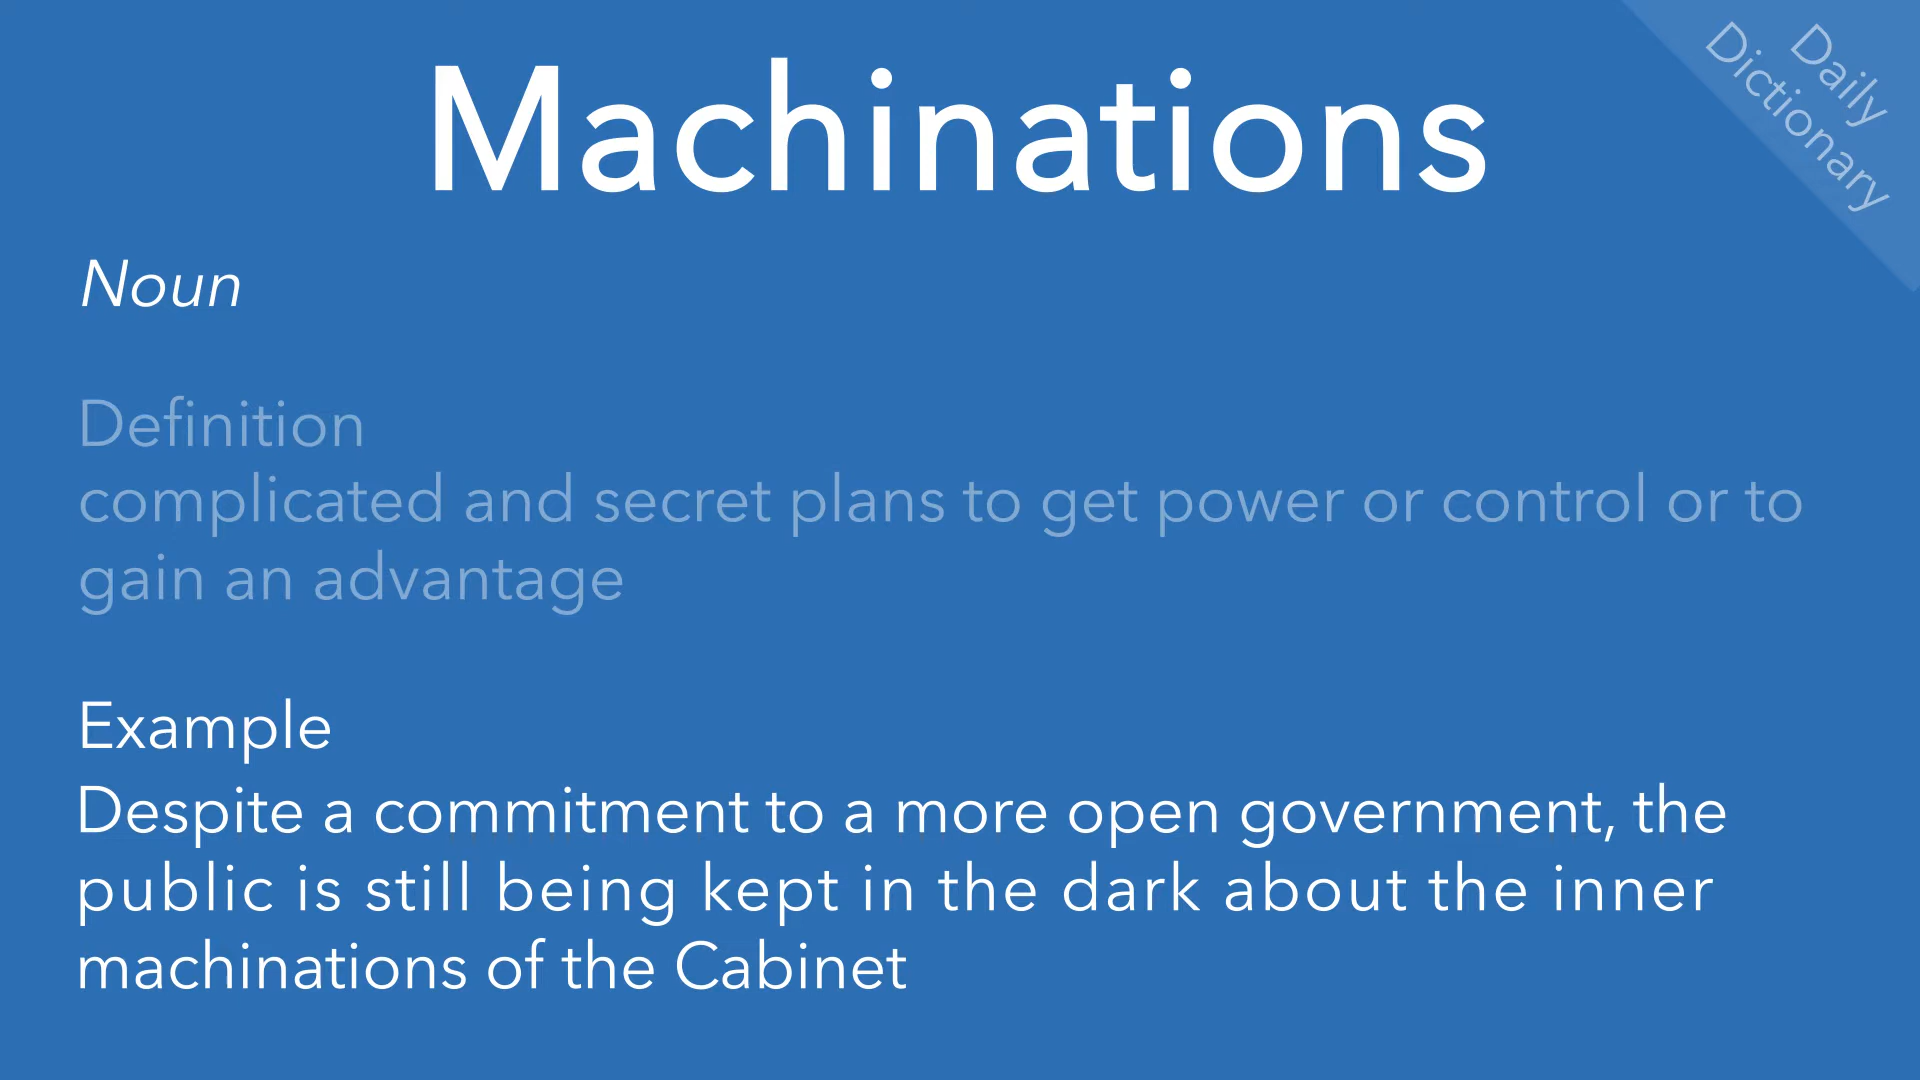 Machinations
Daily
Dictionary
Noun
Definition
complicated and secret plans to get power or control or to
gain an advantage
Example
Despite a commitment to a more open government, the
public is still being kept in the dark about the inner
machinations of the Cabinet